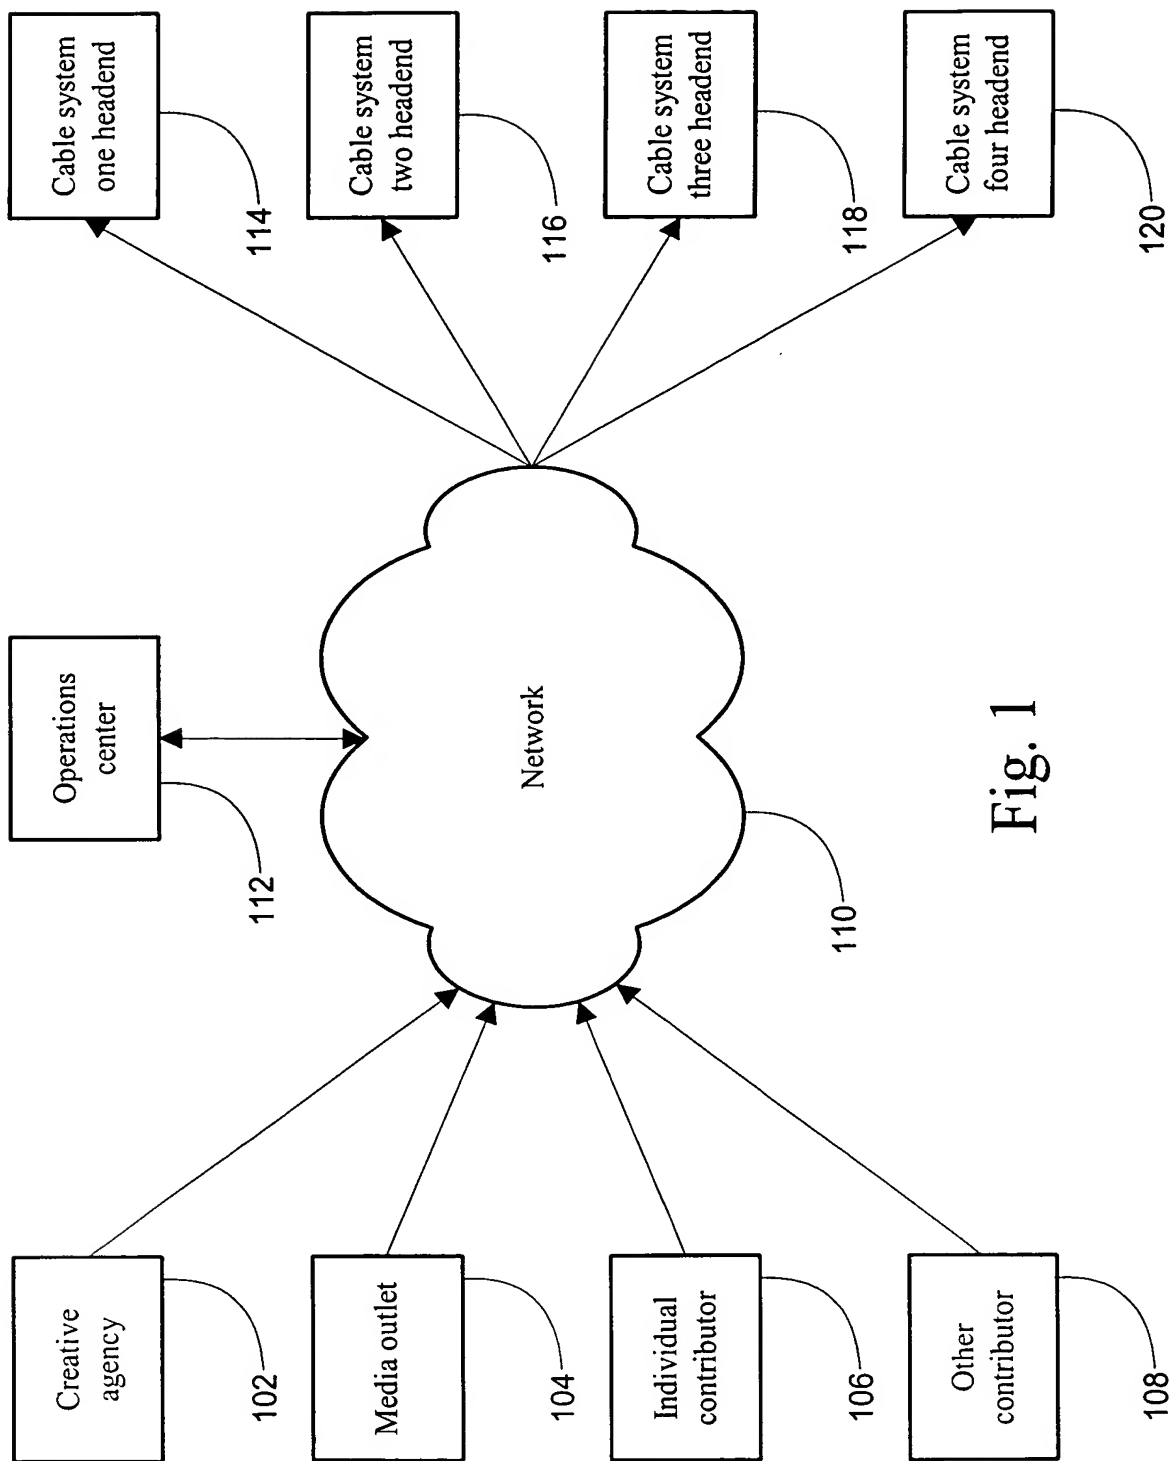 Creative
agency
102
Media outlet
104
Individual
contributor
106
Other
contributor
108
Operations
center
112
Network
110
Cable system
one headend
114
Cable system
two headend
116
Cable system
three headend
118
Cable system
four headend
120
Fig. 1